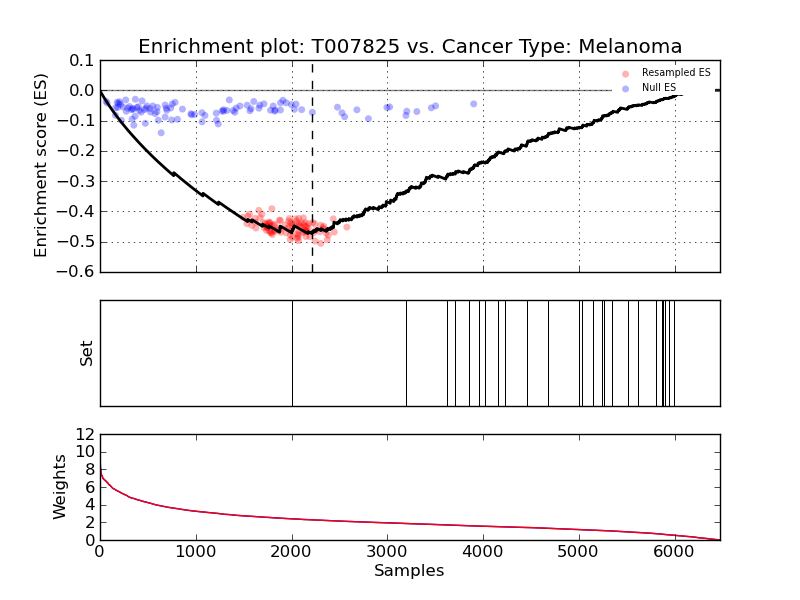 Enrichment plot: T007825 vs. Cancer Type: Melanoma
Enrichment score (ES)
0.1
0.0
−0.1
−0.2
−0.3
−0.4
−0.5
−0.6
Resampled ES
Null ES
Set
Weights
12
10
8
6
4
2
0
0 1000 2000 3000 4000 5000 6000
Samples